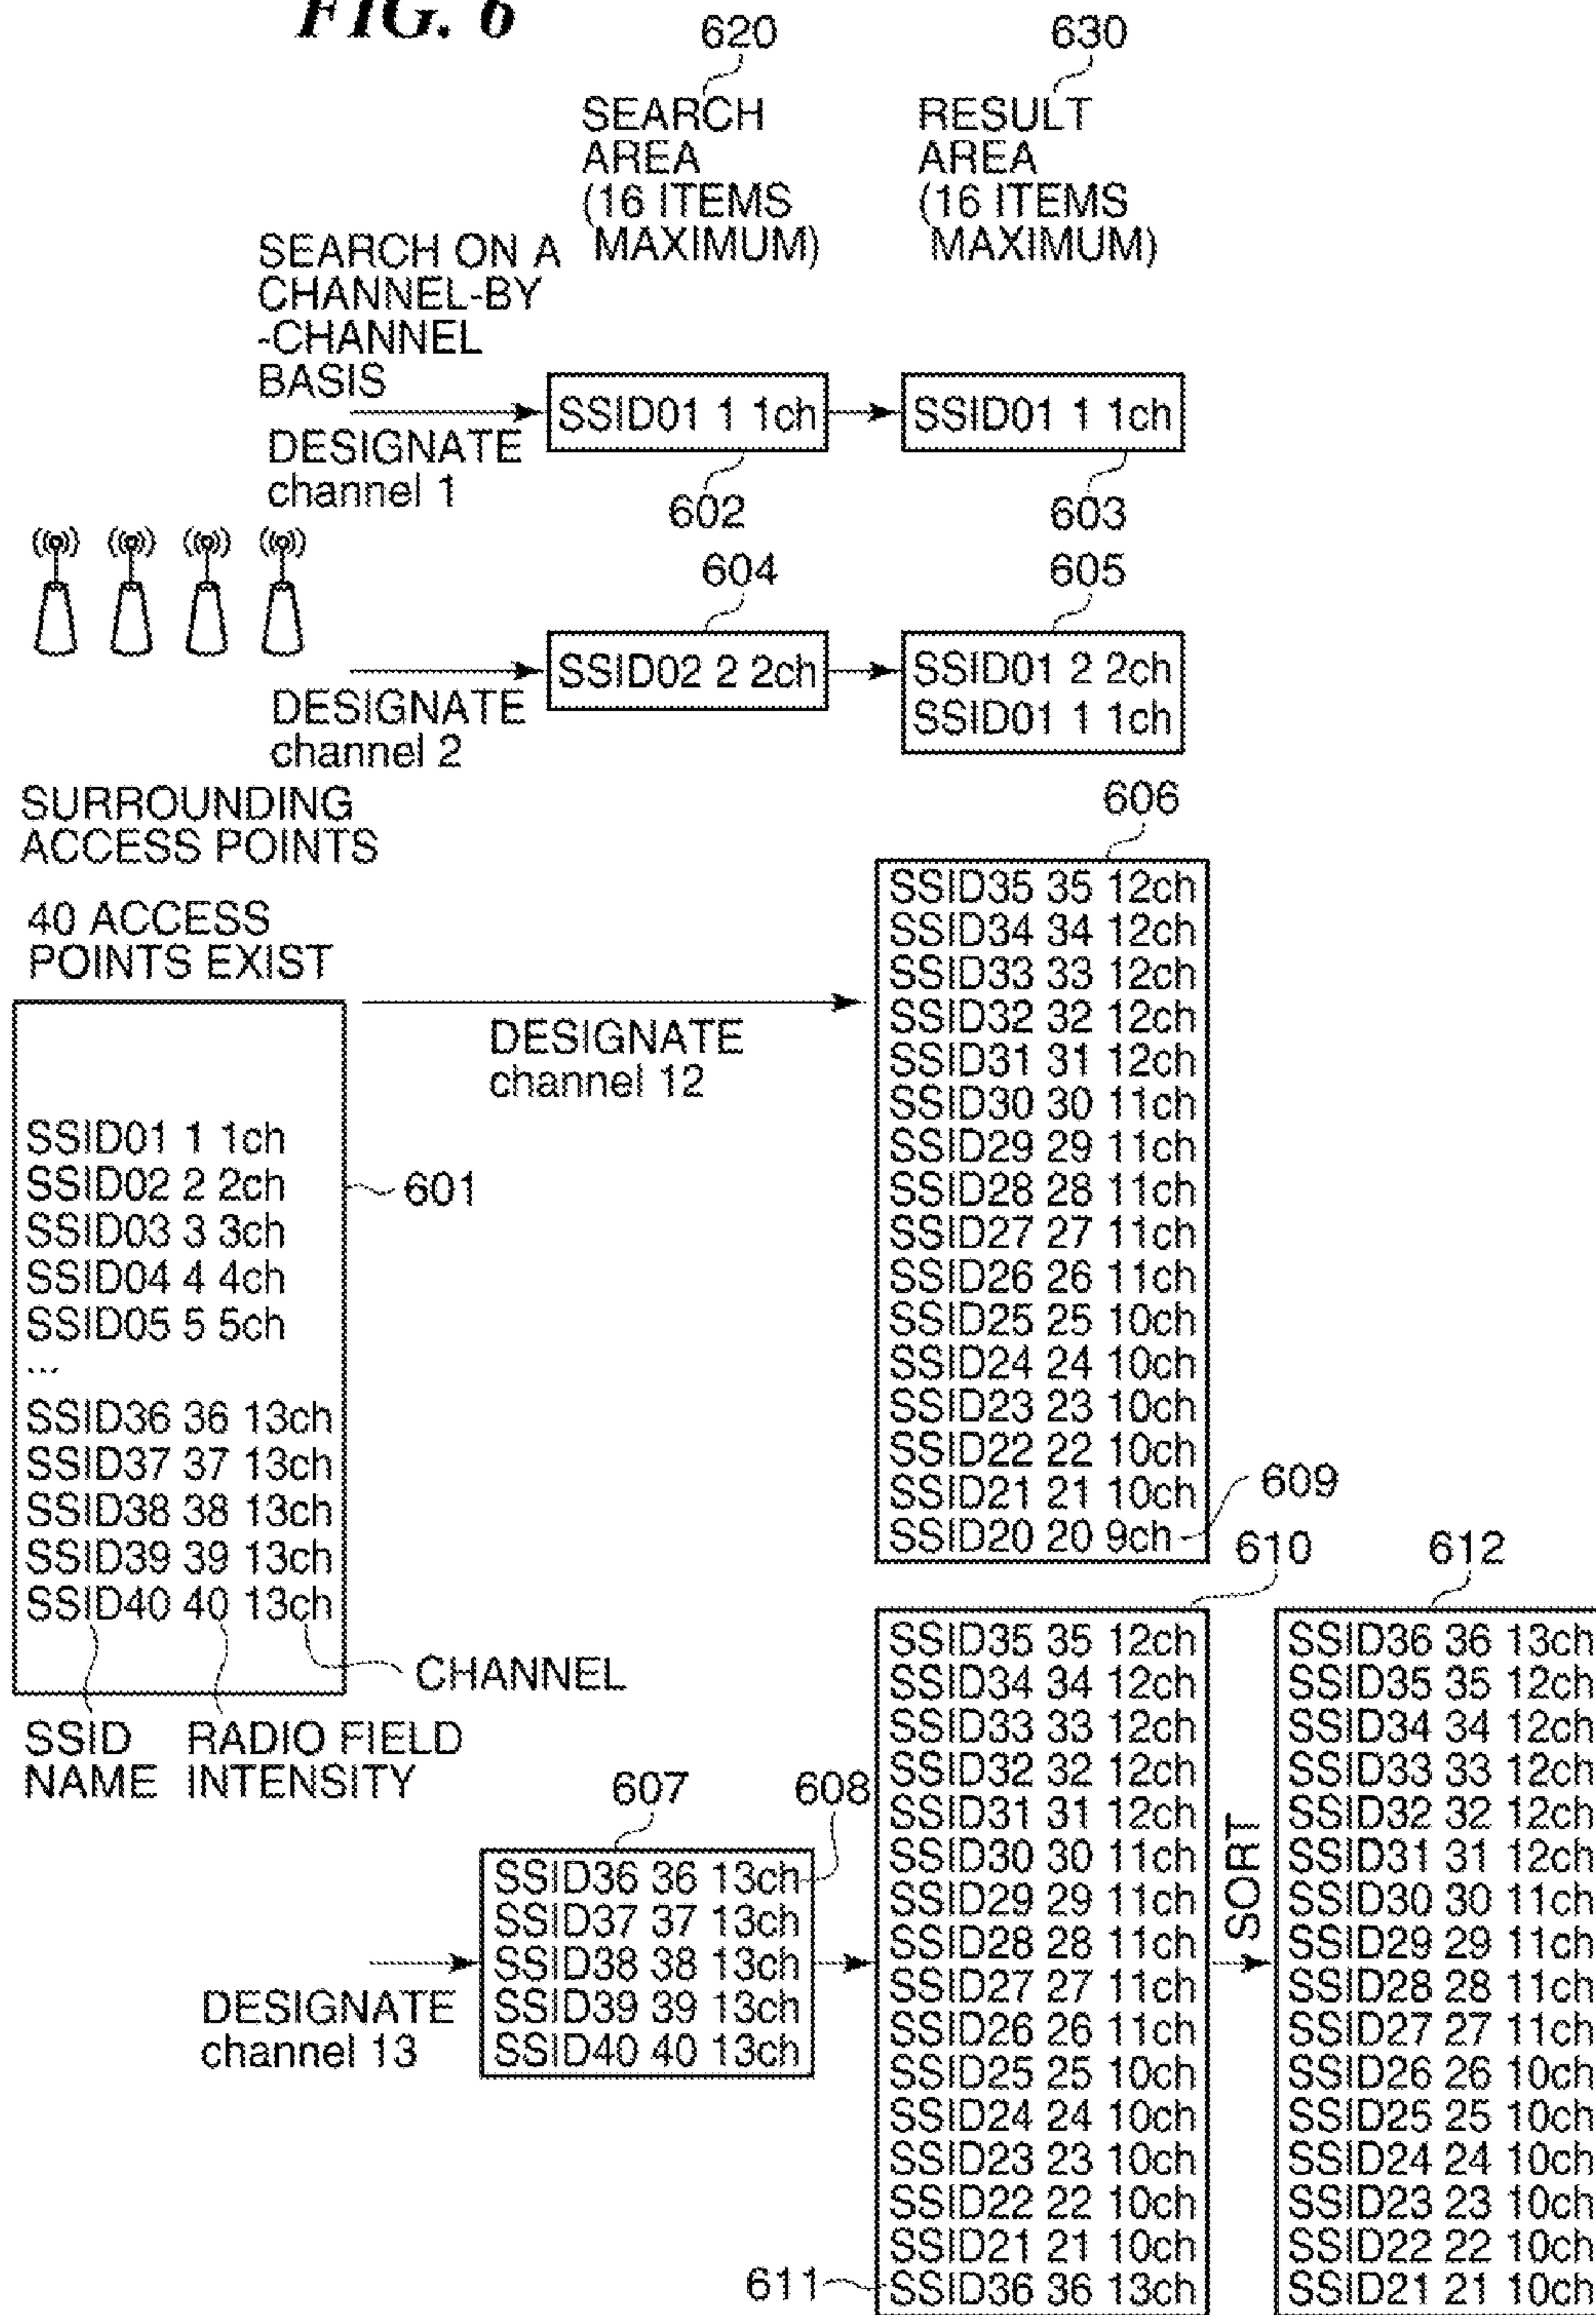 FIG. 6
620
630
SEARCH
AREA
(16 ITEMS
MAXIMUM)
RESULT
AREA
(16 ITEMS
MAXIMUM)
SEARCH ON A
CHANNEL-BY
-CHANNEL
BASIS
DESIGNATE
channel 1
SSID01 1 1ch
SSID01 1 1ch
602
603
604
605
DESIGNATE
channel 2
SSID02 2 2ch
SSID01 2 2ch
SSID01 1 1ch
SURROUNDING
ACCESS POINTS
40 ACCESS
POINTS EXIST
SSID01 1 1ch
SSID02 2 2ch
SSID03 3 3ch
SSID04 4 4ch
SSID05 5 5ch
...
SSID36 36 13ch
SSID37 37 13ch
SSID38 38 13ch
SSID39 39 13ch
SSID40 40 13ch
601
CHANNEL
SSID
NAME
RADIO FIELD
INTENSITY
DESIGNATE
channel 12
606
SSID35 35 12ch
SSID34 34 12ch
SSID33 33 12ch
SSID32 32 12ch
SSID31 31 12ch
SSID30 30 11ch
SSID29 29 11ch
SSID28 28 11ch
SSID27 27 11ch
SSID26 26 11ch
SSID25 25 10ch
SSID24 24 10ch
SSID23 23 10ch
SSID22 22 10ch
SSID21 21 10ch
SSID20 20 9ch
609
DESIGNATE
channel 13
607
608
SSID36 36 13ch
SSID37 37 13ch
SSID38 38 13ch
SSID39 39 13ch
SSID40 40 13ch
610
SSID35 35 12ch
SSID34 34 12ch
SSID33 33 12ch
SSID32 32 12ch
SSID31 31 12ch
SSID30 30 11ch
SSID29 29 11ch
SSID28 28 11ch
SSID27 27 11ch
SSID26 26 11ch
SSID25 25 10ch
SSID24 24 10ch
SSID23 23 10ch
SSID22 22 10ch
SSID21 21 10ch
SSID36 36 13ch
611
SORT
612
SSID36 36 13ch
SSID35 35 12ch
SSID34 34 12ch
SSID33 33 12ch
SSID32 32 12ch
SSID31 31 12ch
SSID30 30 11ch
SSID29 29 11ch
SSID28 28 11ch
SSID27 27 11ch
SSID26 26 10ch
SSID25 25 10ch
SSID24 24 10ch
SSID23 23 10ch
SSID22 22 10ch
SSID21 21 10ch